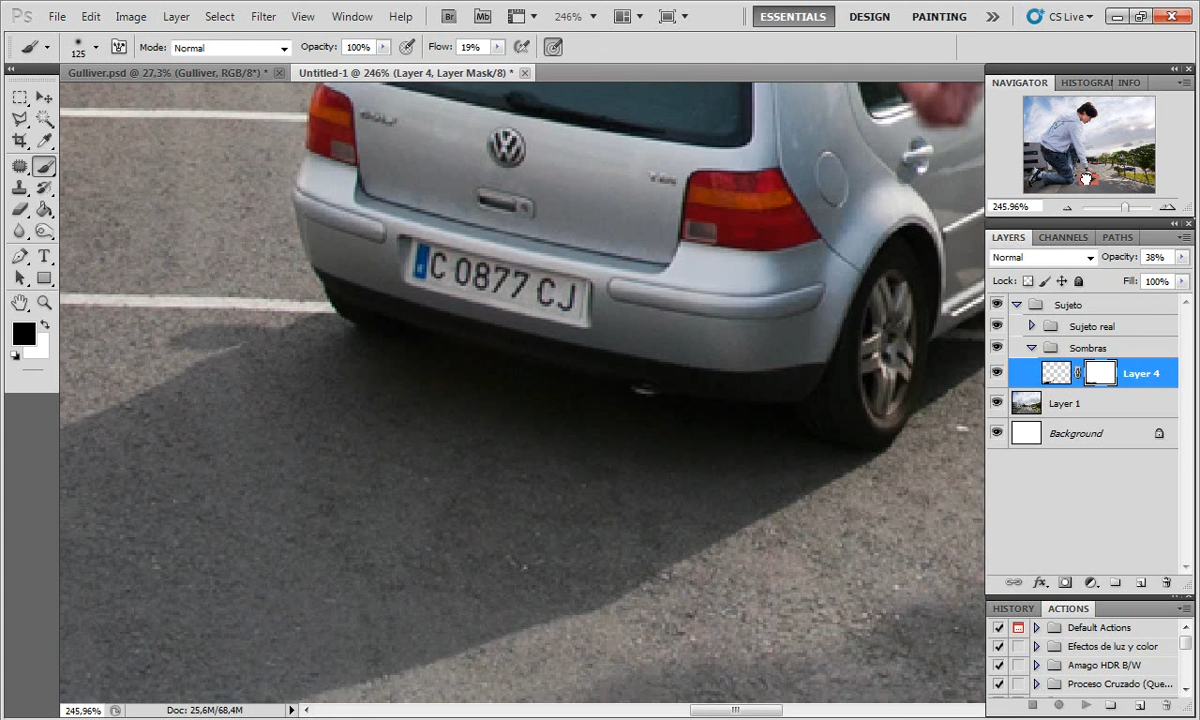 Ps File Edit Image Layer Select Filter View Window Help Br Mb 246% ESSENTIALS DESIGN PAINTING CS Live
125 Mode: Normal Opacity: 100% Flow: 19%
Gulliver.psd @ 27,3% (Gulliver, RGB/8*) * Untitled-1 @ 246% (Layer 4, Layer Mask/8) *
NAVIGATOR HISTOGRAM INFO
245.96%
LAYERS CHANNELS PATHS
Normal Opacity: 38%
Lock: Fill: 100%
Sujeto
Sujeto real
Sombras
Layer 4
Layer 1
Background
fx
HISTORY ACTIONS
Default Actions
Efectos de luz y color
Amago HDR B/W
Proceso Cruzado (Que...
T
GOLF
TDI
C 0877 CJ
245,96% Doc: 25,6M/68,4M